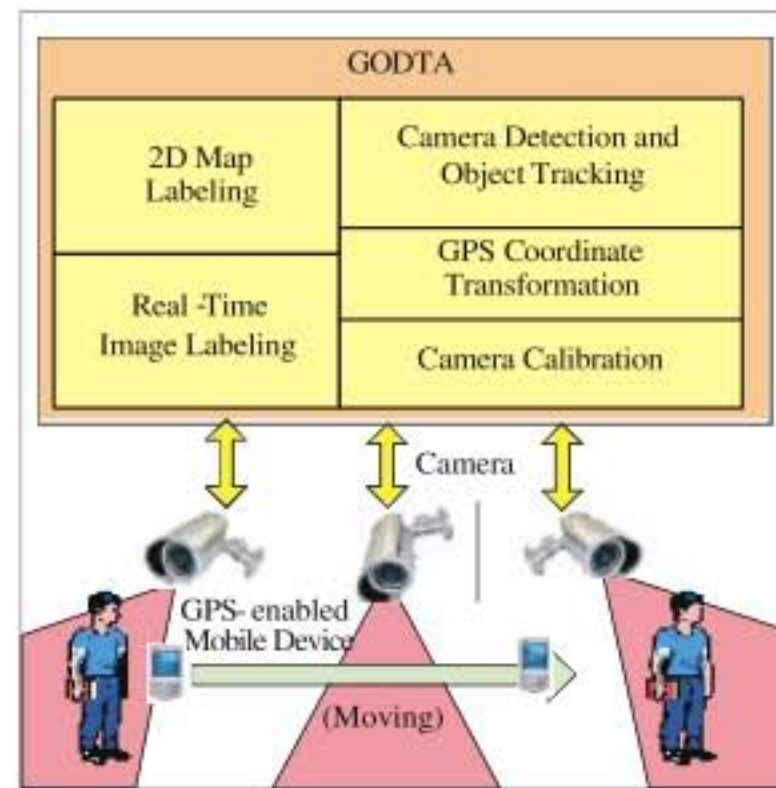 GODTA
2D Map
Labeling
Real -Time
Image Labeling
Camera Detection and
Object Tracking
GPS Coordinate
Transformation
Camera Calibration
Camera
GPS- enabled
Mobile Device
(Moving)